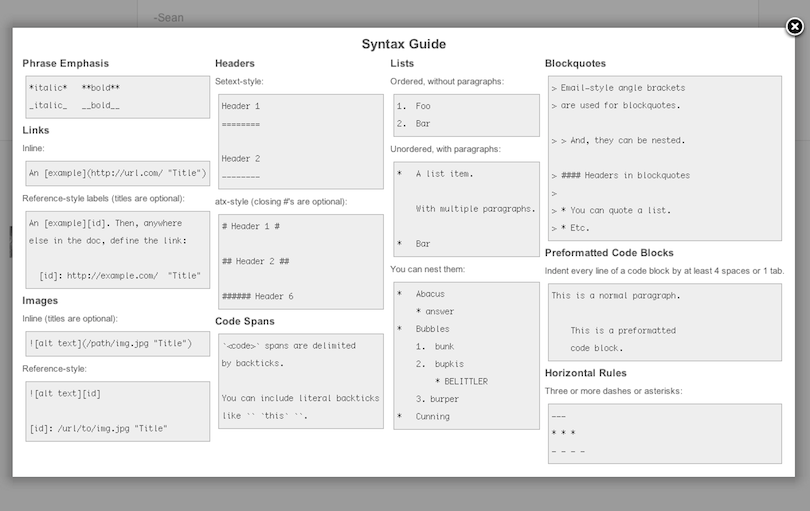 -Sean
Syntax Guide
Phrase Emphasis
*italic*   **bold**
_italic_   __bold__
Links
Inline:
An [example](http://url.com/ "Title")
Reference-style labels (titles are optional):
An [example][id]. Then, anywhere
else in the doc, define the link:
  [id]: http://example.com/  "Title"
Images
Inline (titles are optional):
![alt text](/path/img.jpg "Title")
Reference-style:
![alt text][id]
[id]: /url/to/img.jpg "Title"
Headers
Setext-style:
Header 1
========
Header 2
--------
atx-style (closing #'s are optional):
# Header 1 #
## Header 2 ##
###### Header 6
Code Spans
`<code>` spans are delimited
by backticks.
You can include literal backticks
like `` `this` ``.
Lists
Ordered, without paragraphs:
1.  Foo
2.  Bar
Unordered, with paragraphs:
*   A list item.
    With multiple paragraphs.
*   Bar
You can nest them:
*   Abacus
    * answer
*   Bubbles
    1.  bunk
    2.  bupkis
        * BELITTLER
    3. burper
*   Cunning
Blockquotes
> Email-style angle brackets
> are used for blockquotes.
> > And, they can be nested.
> #### Headers in blockquotes
>
> * You can quote a list.
> * Etc.
Preformatted Code Blocks
Indent every line of a code block by at least 4 spaces or 1 tab.
This is a normal paragraph.
    This is a preformatted
    code block.
Horizontal Rules
Three or more dashes or asterisks:
---
* * *
- - - -